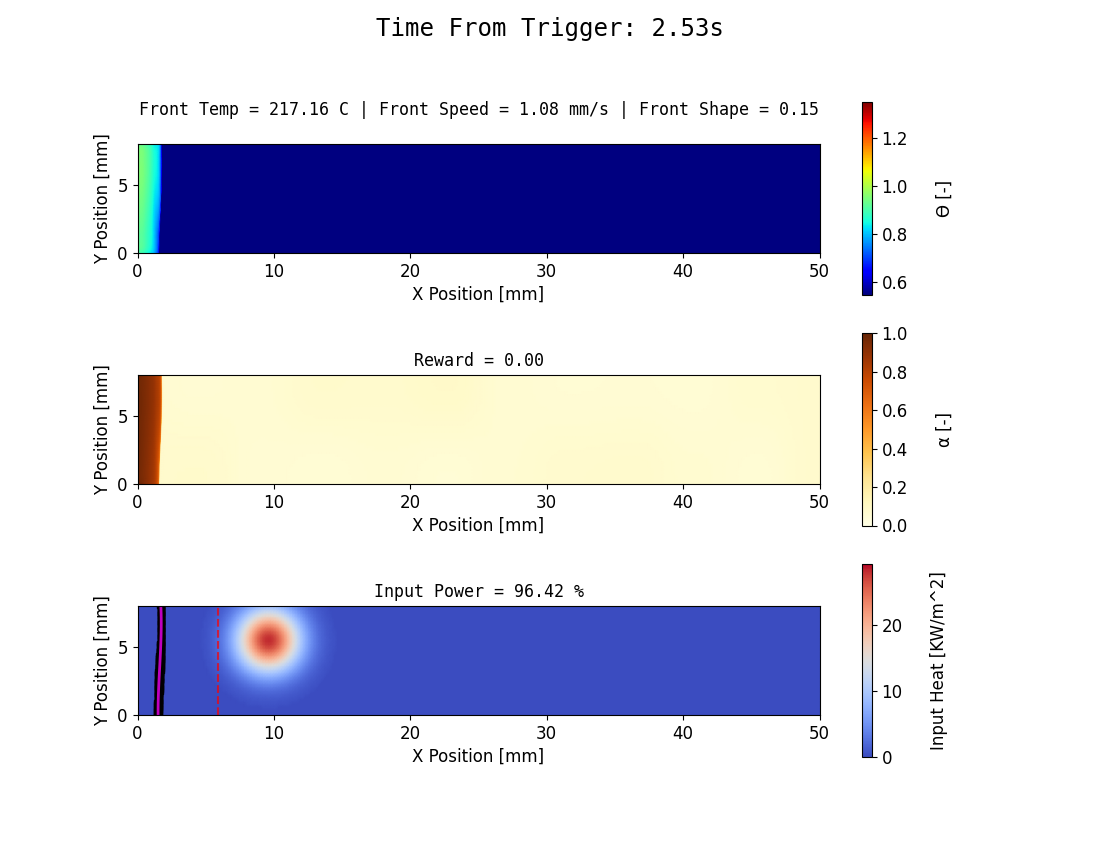 Time From Trigger: 2.53s
Front Temp = 217.16 C | Front Speed = 1.08 mm/s | Front Shape = 0.15
Y Position [mm]
5
0
0 10 20 30 40 50
X Position [mm]
1.2
1.0
0.8
0.6
Θ [-]
Reward = 0.00
Y Position [mm]
5
0
0 10 20 30 40 50
X Position [mm]
1.0
0.8
0.6
0.4
0.2
0.0
α [-]
Input Power = 96.42 %
Y Position [mm]
5
0
0 10 20 30 40 50
X Position [mm]
20
10
0
Input Heat [KW/m^2]